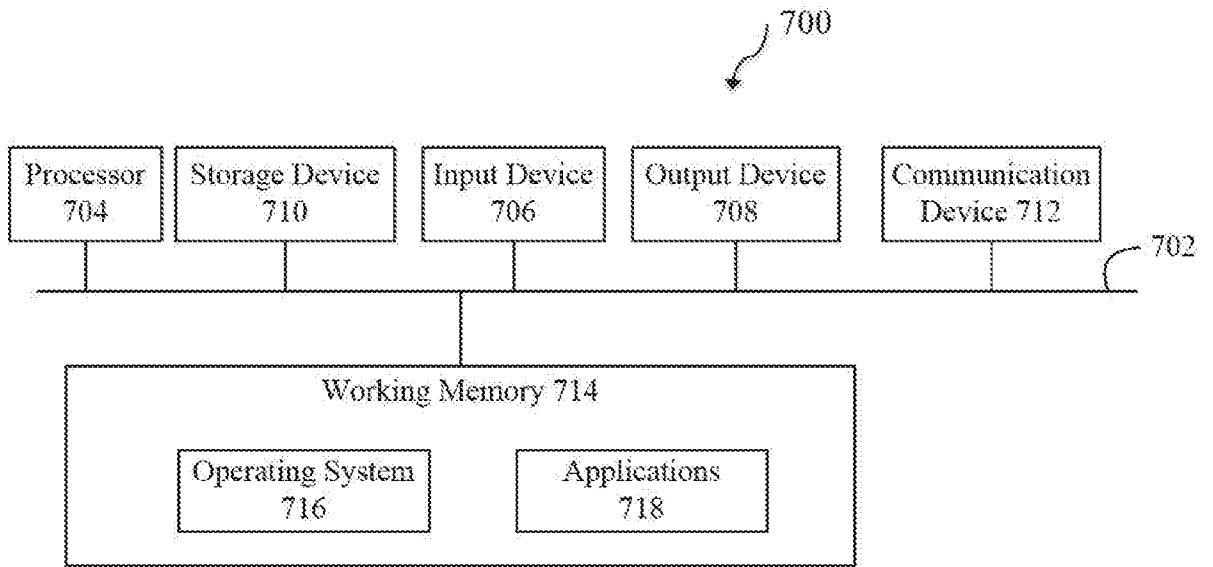 700
Processor
704
Storage Device
710
Input Device
706
Output Device
708
Communication
Device 712
702
Working Memory 714
Operating System
716
Applications
718